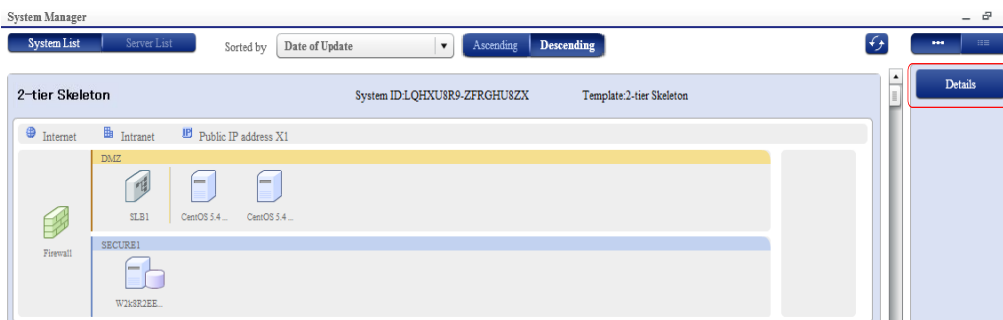 System Manager
System List Server List Sorted by Date of Update Ascending Descending
Details
2-tier Skeleton System ID:LQHXU8R9-ZFRGHU8ZX Template:2-tier Skeleton
Internet Intranet IP Public IP address X1
DMZ
SLB1 CentOS 5.4 ... CentOS 5.4 ...
Firewall
SECURE1
W2k8R2EE...